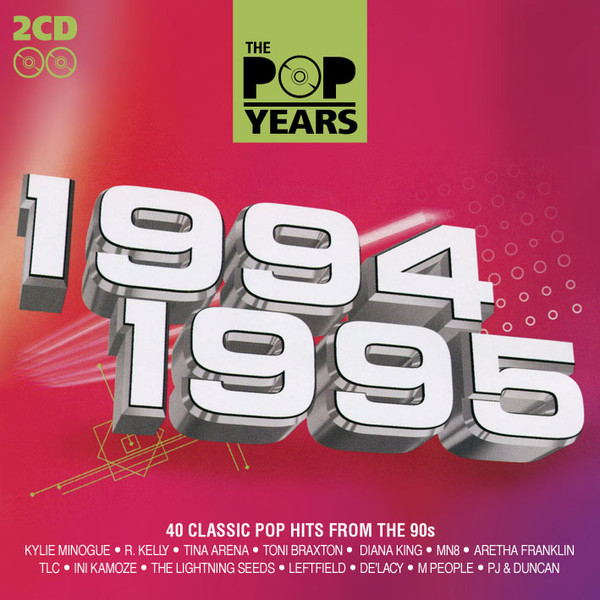 2CD
THE
POP
YEARS
1994
1995
40 CLASSIC POP HITS FROM THE 90s
KYLIE MINOGUE • R. KELLY • TINA ARENA • TONI BRAXTON • DIANA KING • MN8 • ARETHA FRANKLIN
TLC • INI KAMOZE • THE LIGHTNING SEEDS • LEFTFIELD • DE'LACY • M PEOPLE • PJ & DUNCAN